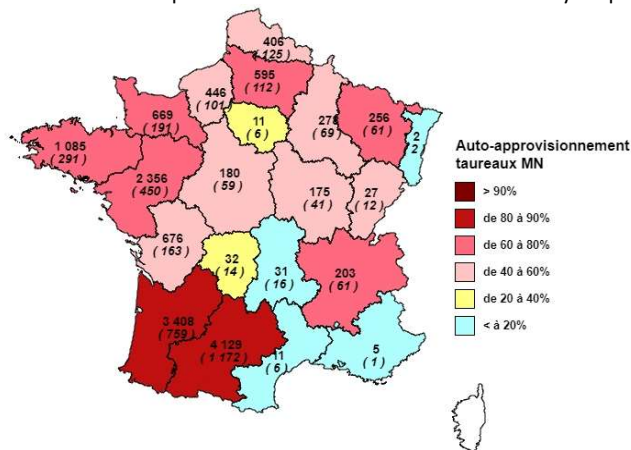 406
( 125)
595
( 112 )
446
( 101
669
( 191)
11
( 6 )
27
( 69 )
256
( 61 )
2
2
1 085
( 291 )
2 356
( 450 )
180
( 59 )
175
( 41 )
27
( 12 )
676
( 163 )
32
( 14 )
31
( 16 )
203
( 61 )
3 408
( 759 )
4 129
( 1 172 )
11
( 6 )
5
( 1 )
Auto-approvisionnement
taureaux MN
> 90%
de 80 à 90%
de 60 à 80%
de 40 à 60%
de 20 à 40%
< à 20%